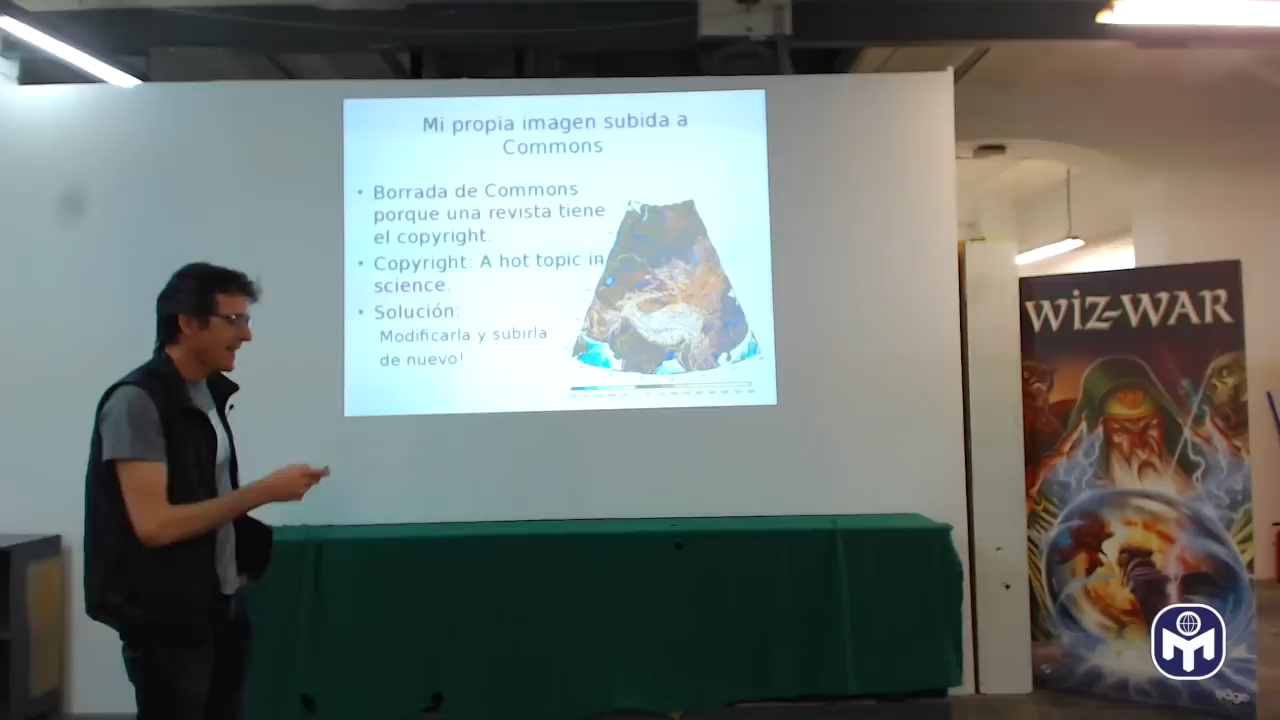 Mi propia imagen subida a
Commons
• Borrada de Commons
porque una revista tiene
el copyright.
• Copyright: A hot topic in
science.
• Solución:
Modificarla y subirla
de nuevo!
WiZ-WAR
edge